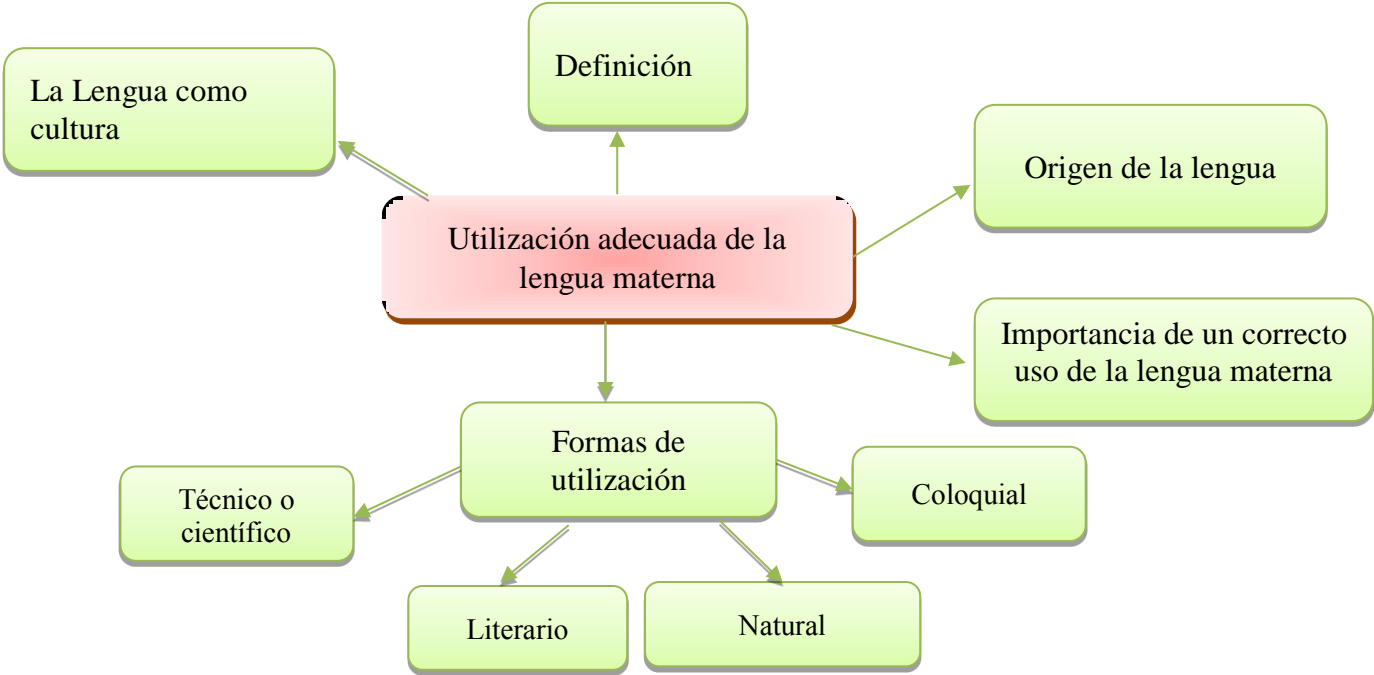 Definición
La Lengua como
cultura
Origen de la lengua
Utilización adecuada de la
lengua materna
Importancia de un correcto
uso de la lengua materna
Formas de
utilización
Técnico o
científico
Coloquial
Literario
Natural